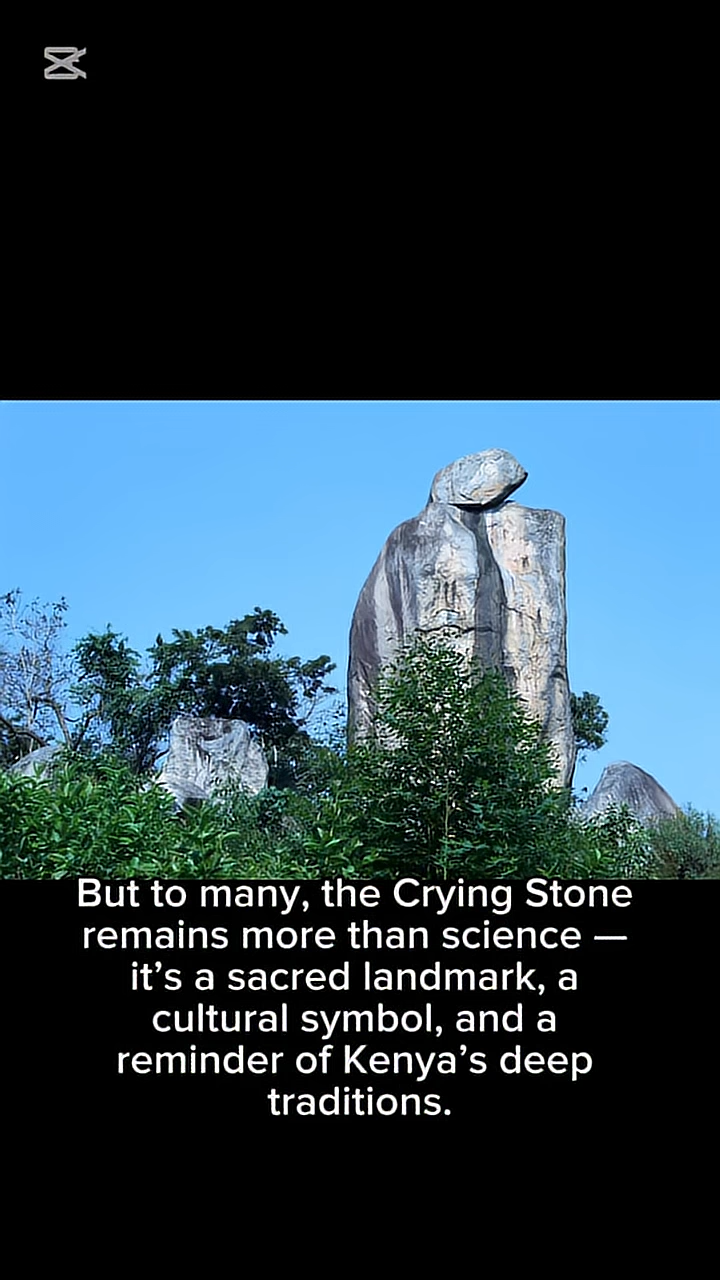 But to many, the Crying Stone
remains more than science —
it’s a sacred landmark, a
cultural symbol, and a
reminder of Kenya’s deep
traditions.